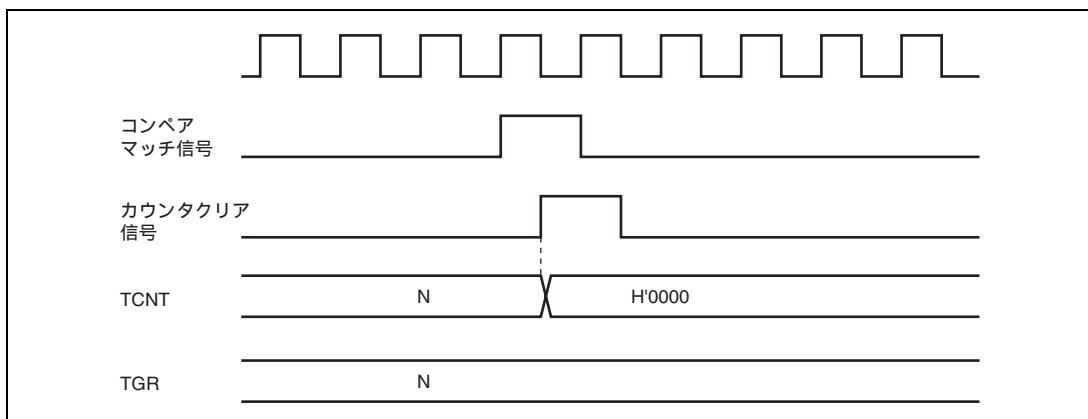 コンペア
マッチ信号
カウンタクリア
信号
TCNT
N
H'0000
TGR
N